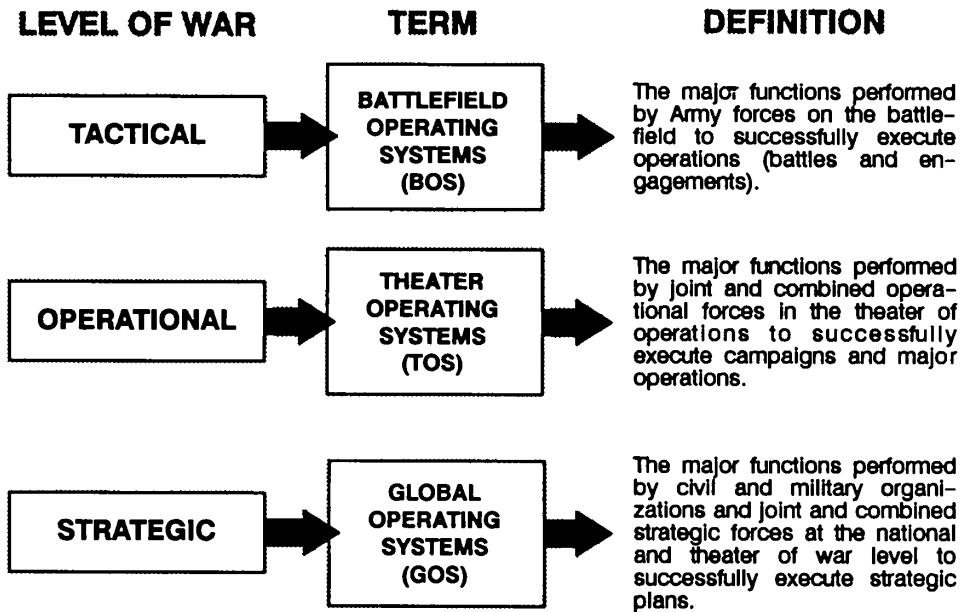 LEVEL OF WAR
TERM
DEFINITION
TACTICAL
BATTLEFIELD
OPERATING
SYSTEMS
(BOS)
The major functions performed
by Army forces on the battle-
field to successfully execute
operations (battles and en-
gagements).
OPERATIONAL
THEATER
OPERATING
SYSTEMS
(TOS)
The major functions performed
by joint and combined opera-
tional forces in the theater of
operations to successfully
execute campaigns and major
operations.
STRATEGIC
GLOBAL
OPERATING
SYSTEMS
(GOS)
The major functions performed
by civil and military organi-
zations and joint and combined
strategic forces at the national
and theater of war level to
successfully execute strategic
plans.